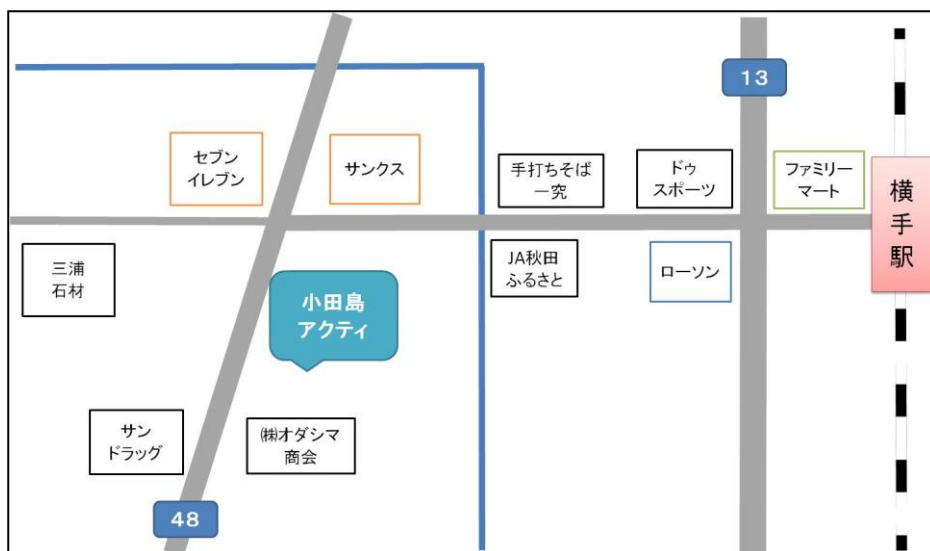 13
セブン
イレブン
サンクス
手打ちそば
一究
ドゥ
スポーツ
ファミリー
マート
横手駅
三浦
石材
小田島
アクティ
JA秋田
ふるさと
ローソン
サン
ドラッグ
㈱オダシマ
商会
48